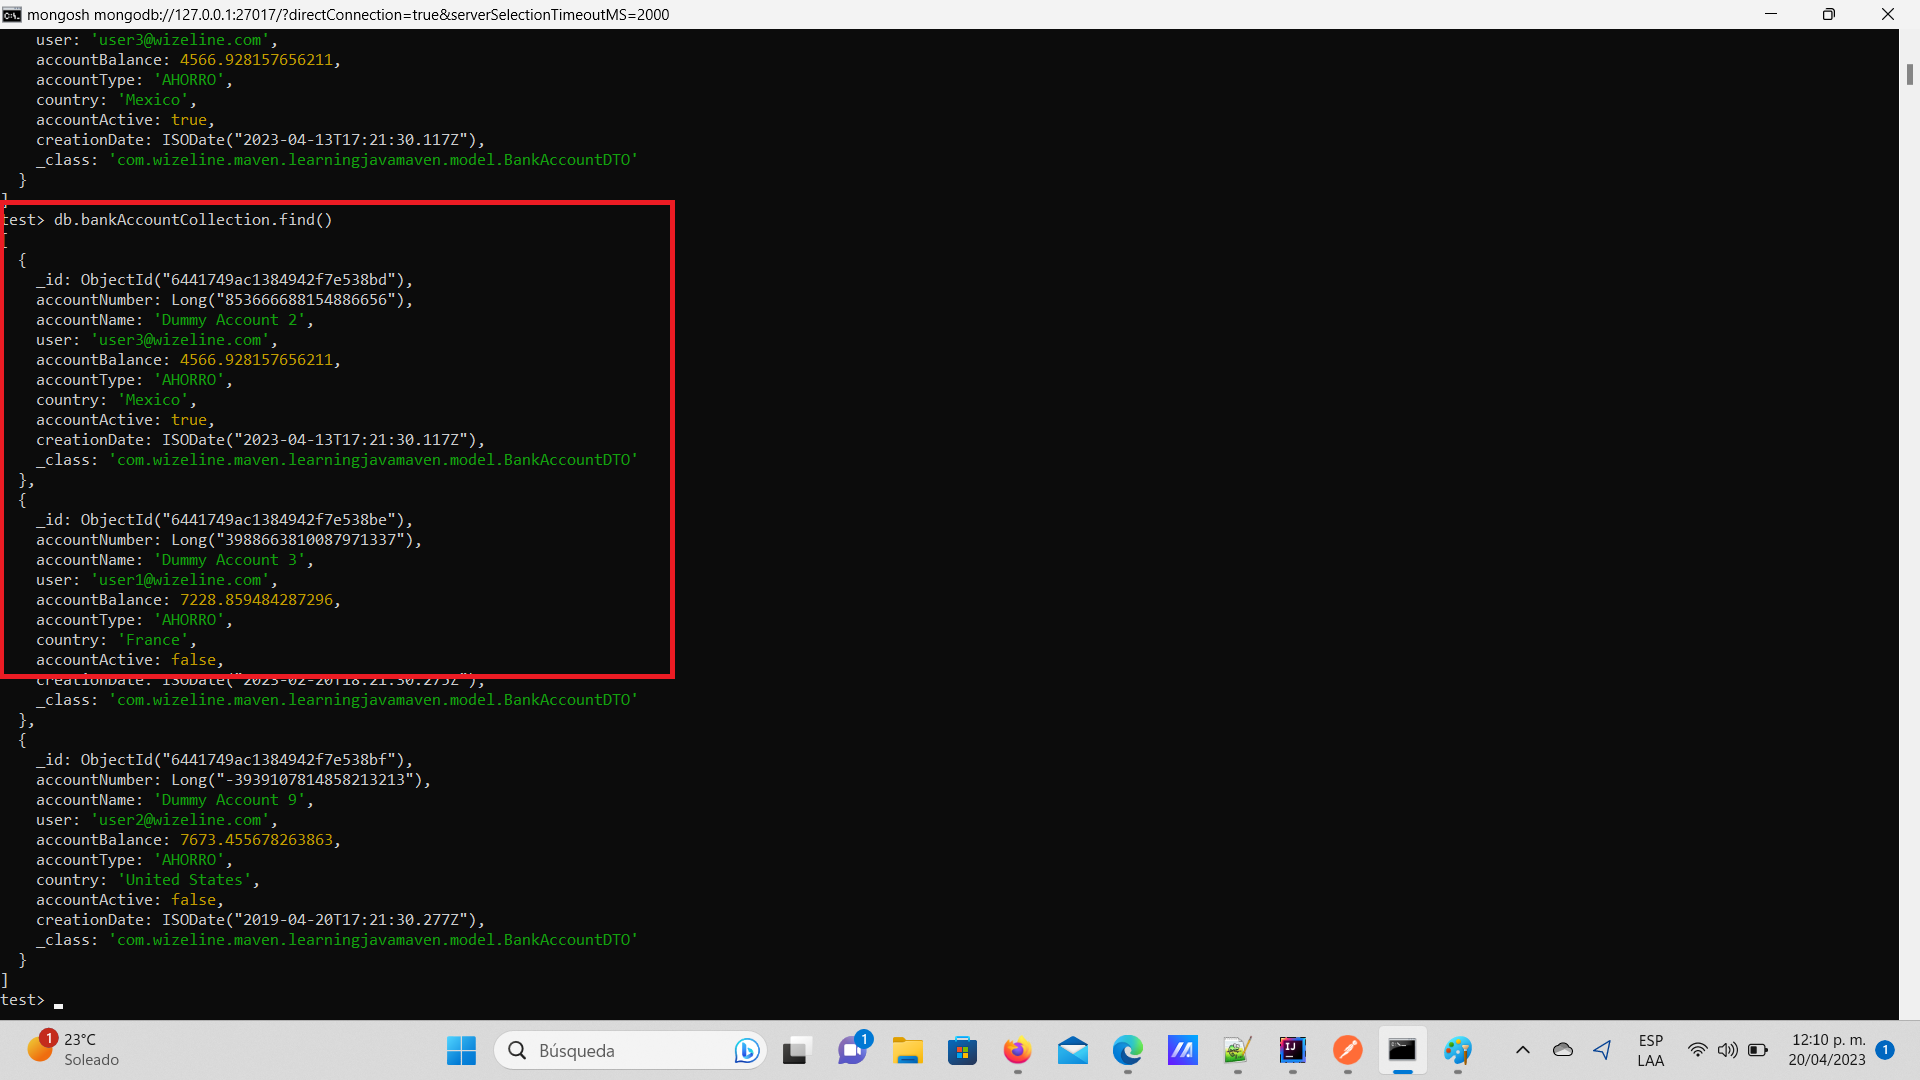 mongosh mongodb://127.0.0.1:27017/?directConnection=true&serverSelectionTimeoutMS=2000
user: 'user3@wizeline.com',
accountBalance: 4566.928157656211,
accountType: 'AHORRO',
country: 'Mexico',
accountActive: true,
creationDate: ISODate("2023-04-13T17:21:30.117Z"),
_class: 'com.wizeline.maven.learningjavamaven.model.BankAccountDTO'
}
]
test> db.bankAccountCollection.find()
[
{
_id: ObjectId("6441749ac1384942f7e538bd"),
accountNumber: Long("853666688154886656"),
accountName: 'Dummy Account 2',
user: 'user3@wizeline.com',
accountBalance: 4566.928157656211,
accountType: 'AHORRO',
country: 'Mexico',
accountActive: true,
creationDate: ISODate("2023-04-13T17:21:30.117Z"),
_class: 'com.wizeline.maven.learningjavamaven.model.BankAccountDTO'
},
{
_id: ObjectId("6441749ac1384942f7e538be"),
accountNumber: Long("3988663810087971337"),
accountName: 'Dummy Account 3',
user: 'user1@wizeline.com',
accountBalance: 7228.859484287296,
accountType: 'AHORRO',
country: 'France',
accountActive: false,
creationDate: ISODate("2023-02-20T18:21:30.275Z"),
_class: 'com.wizeline.maven.learningjavamaven.model.BankAccountDTO'
},
{
_id: ObjectId("6441749ac1384942f7e538bf"),
accountNumber: Long("-3939107814858213213"),
accountName: 'Dummy Account 9',
user: 'user2@wizeline.com',
accountBalance: 7673.455678263863,
accountType: 'AHORRO',
country: 'United States',
accountActive: false,
creationDate: ISODate("2019-04-20T17:21:30.277Z"),
_class: 'com.wizeline.maven.learningjavamaven.model.BankAccountDTO'
}
]
test>
1 23°C
Soleado
Búsqueda
1
IJ
ESP
LAA
12:10 p. m.
20/04/2023
1